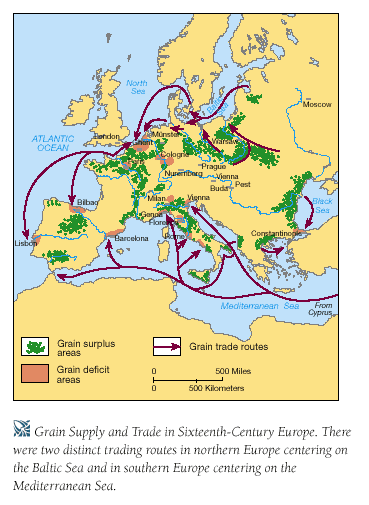 North
Sea
Moscow
ATLANTIC
OCEAN
London
Münster
Ghent
Warsaw
Cologne
Prague
Nuremberg
Vienna
Pest
Buda
Milan
Vienna
Bilbao
Black
Sea
Genoa
Flore
Rome
Constantinople
Lisbon
Barcelona
Mediterranean Sea
From
Cyprus
Grain surplus
areas
Grain trade routes
Grain deficit
areas
0 500 Miles
0 500 Kilometers
Grain Supply and Trade in Sixteenth-Century Europe. There
were two distinct trading routes in northern Europe centering on
the Baltic Sea and in southern Europe centering on the
Mediterranean Sea.